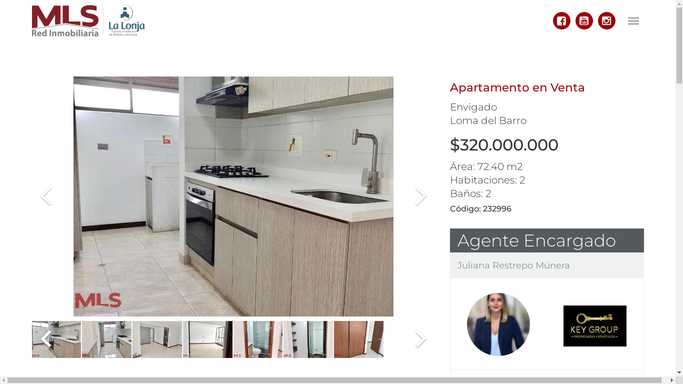 MLS
Red Inmobiliaria
La Lonja
Apartamento en Venta
Envigado
Loma del Barro
$320.000.000
Área: 72.40 m2
Habitaciones: 2
Baños: 2
Código: 232996
Agente Encargado
Juliana Restrepo Múnera
MLS
KEY GROUP